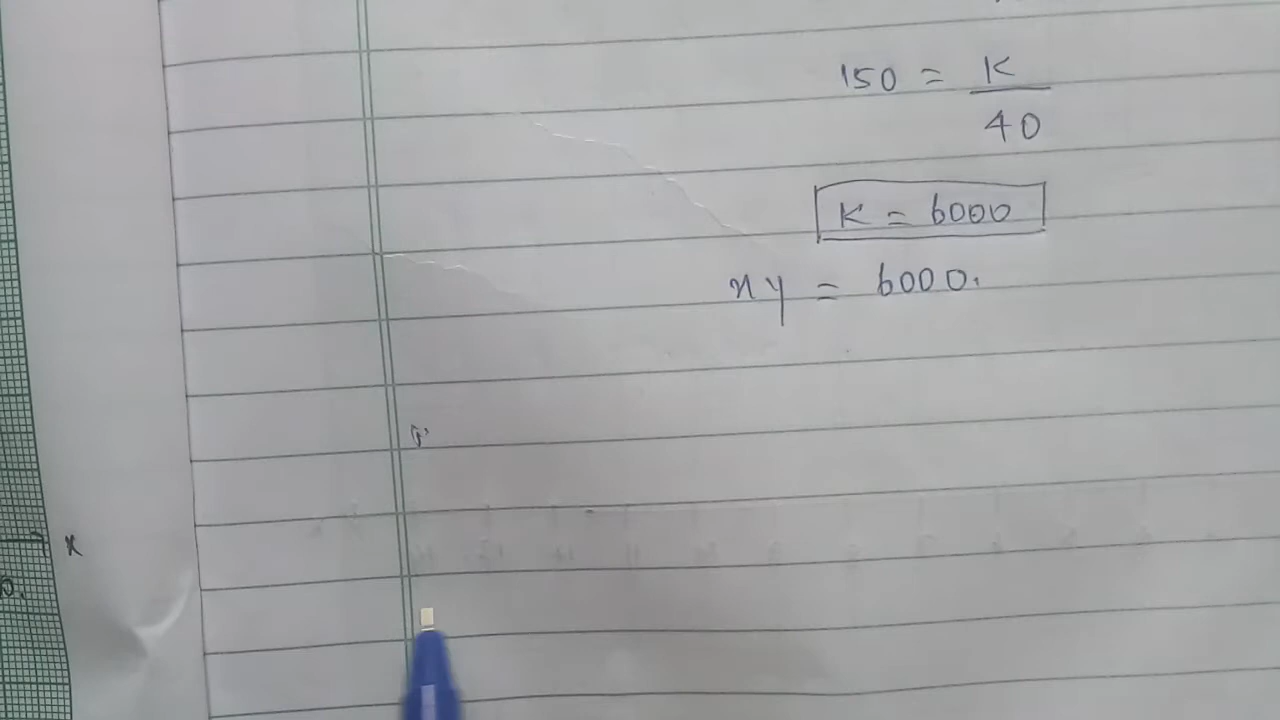 150 = K
40
K = 6000
xy = 6000.
x